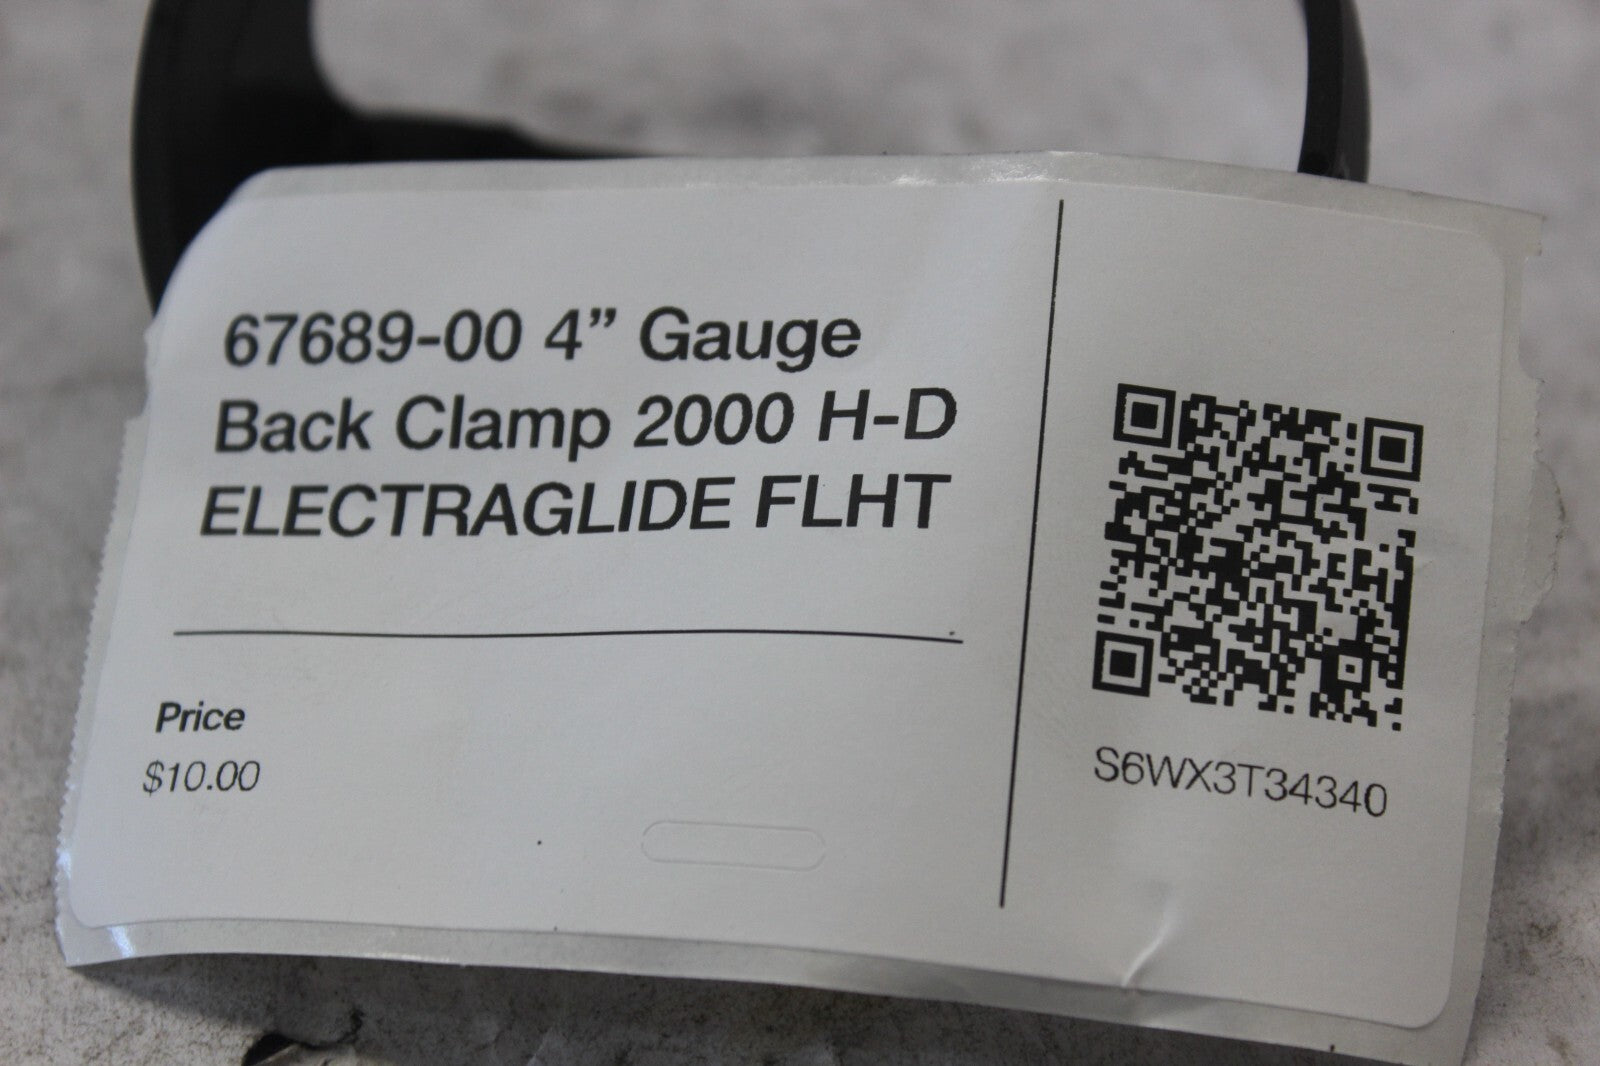 67689-00 4” Gauge
Back Clamp 2000 H-D
ELECTRAGLIDE FLHT
Price
$10.00
S6WX3T34340